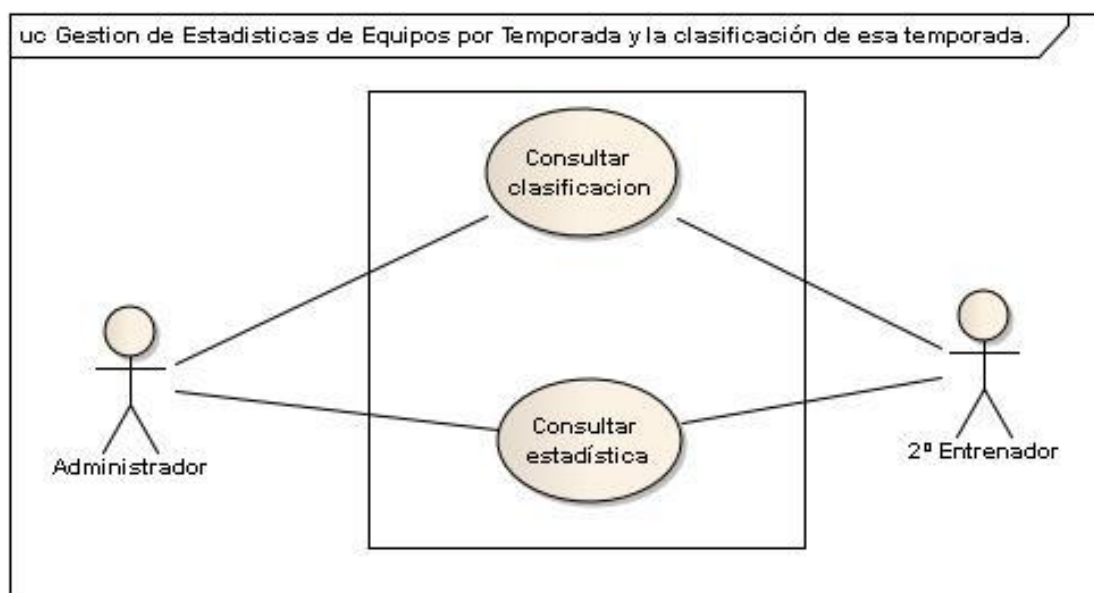 uc Gestion de Estadisticas de Equipos por Temporada y la clasificación de esa temporada.
Consultar
clasificacion
Administrador
Consultar
estadística
2º Entrenador